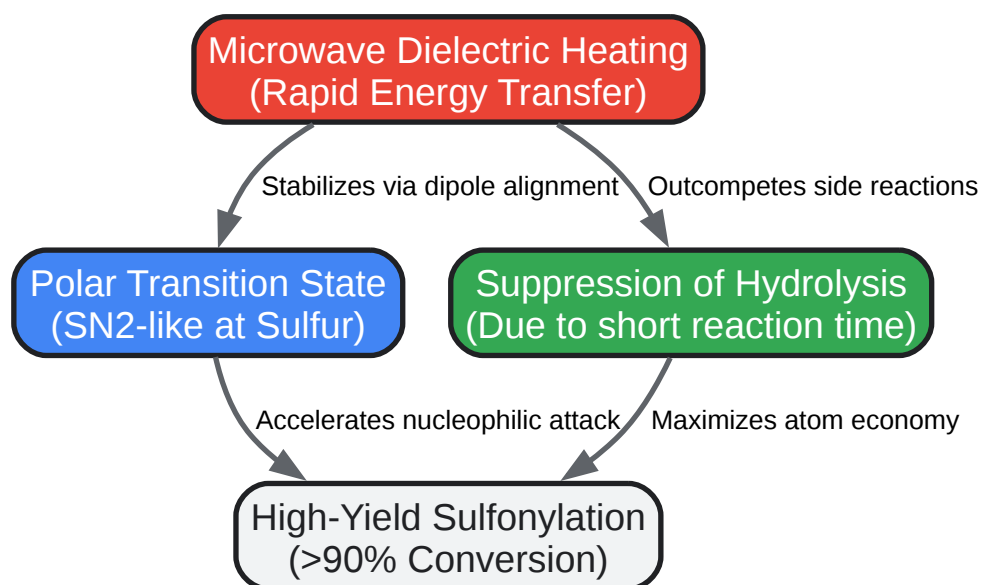 Microwave Dielectric Heating
(Rapid Energy Transfer)
Stabilizes via dipole alignment
Outcompetes side reactions
Polar Transition State
(SN2-like at Sulfur)
Suppression of Hydrolysis
(Due to short reaction time)
Accelerates nucleophilic attack
Maximizes atom economy
High-Yield Sulfonylation
(>90% Conversion)